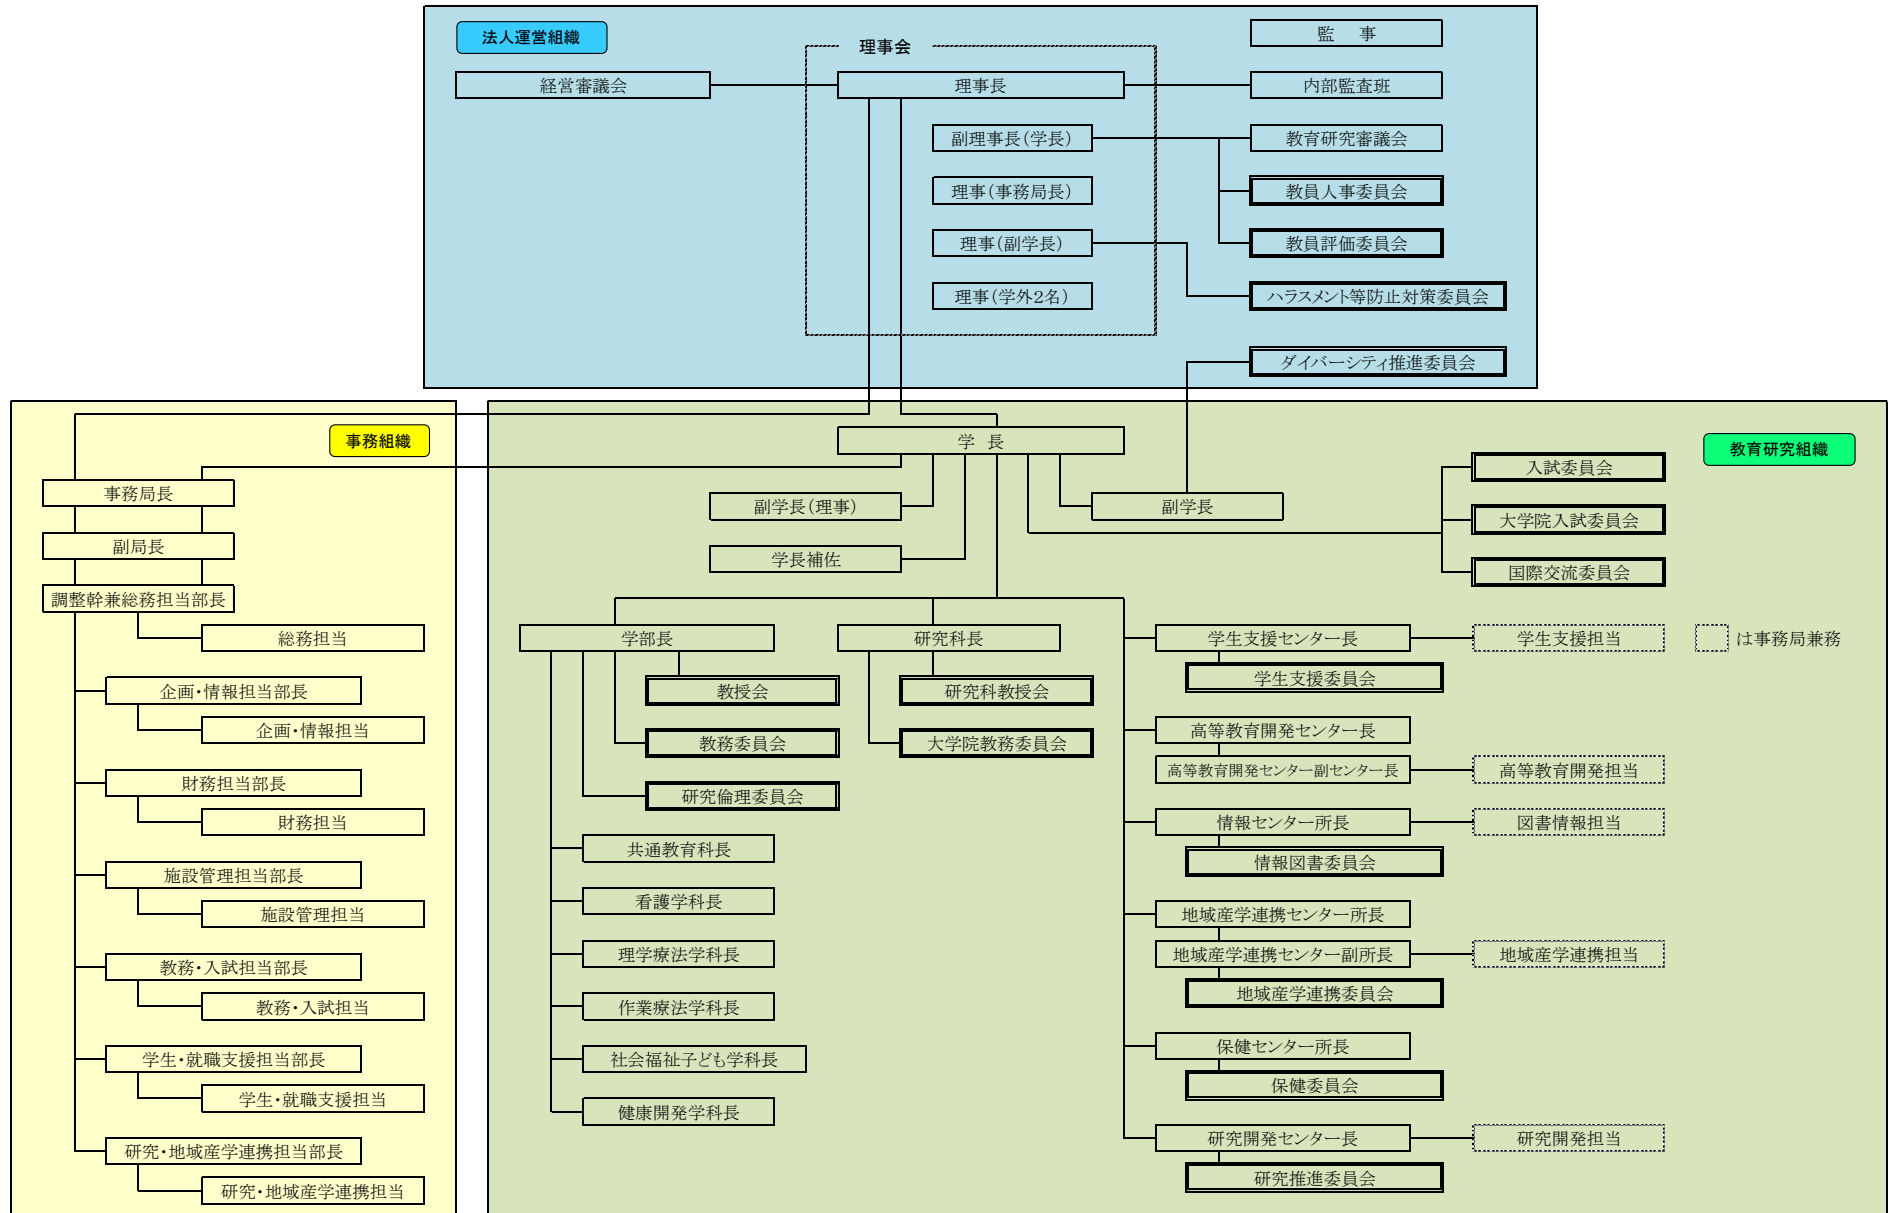 法人運営組織
理事会
監　事
経営審議会
理事長
内部監査班
副理事長(学長)
教育研究審議会
理事(事務局長)
教員人事委員会
理事(副学長)
教員評価委員会
理事(学外2名)
ハラスメント等防止対策委員会
ダイバーシティ推進委員会
事務組織
事務局長
副局長
調整幹兼総務担当部長
総務担当
企画・情報担当部長
企画・情報担当
財務担当部長
財務担当
施設管理担当部長
施設管理担当
教務・入試担当部長
教務・入試担当
学生・就職支援担当部長
学生・就職支援担当
研究・地域産学連携担当部長
研究・地域産学連携担当
教育研究組織
学　長
副学長(理事)
副学長
学長補佐
入試委員会
大学院入試委員会
国際交流委員会
学部長
教授会
教務委員会
研究倫理委員会
共通教育科長
看護学科長
理学療法学科長
作業療法学科長
社会福祉子ども学科長
健康開発学科長
研究科長
研究科教授会
大学院教務委員会
学生支援センター長
学生支援担当
は事務局兼務
学生支援委員会
高等教育開発センター長
高等教育開発センター副センター長
高等教育開発担当
情報センター所長
図書情報担当
情報図書委員会
地域産学連携センター所長
地域産学連携センター副所長
地域産学連携担当
地域産学連携委員会
保健センター所長
保健委員会
研究開発センター長
研究開発担当
研究推進委員会